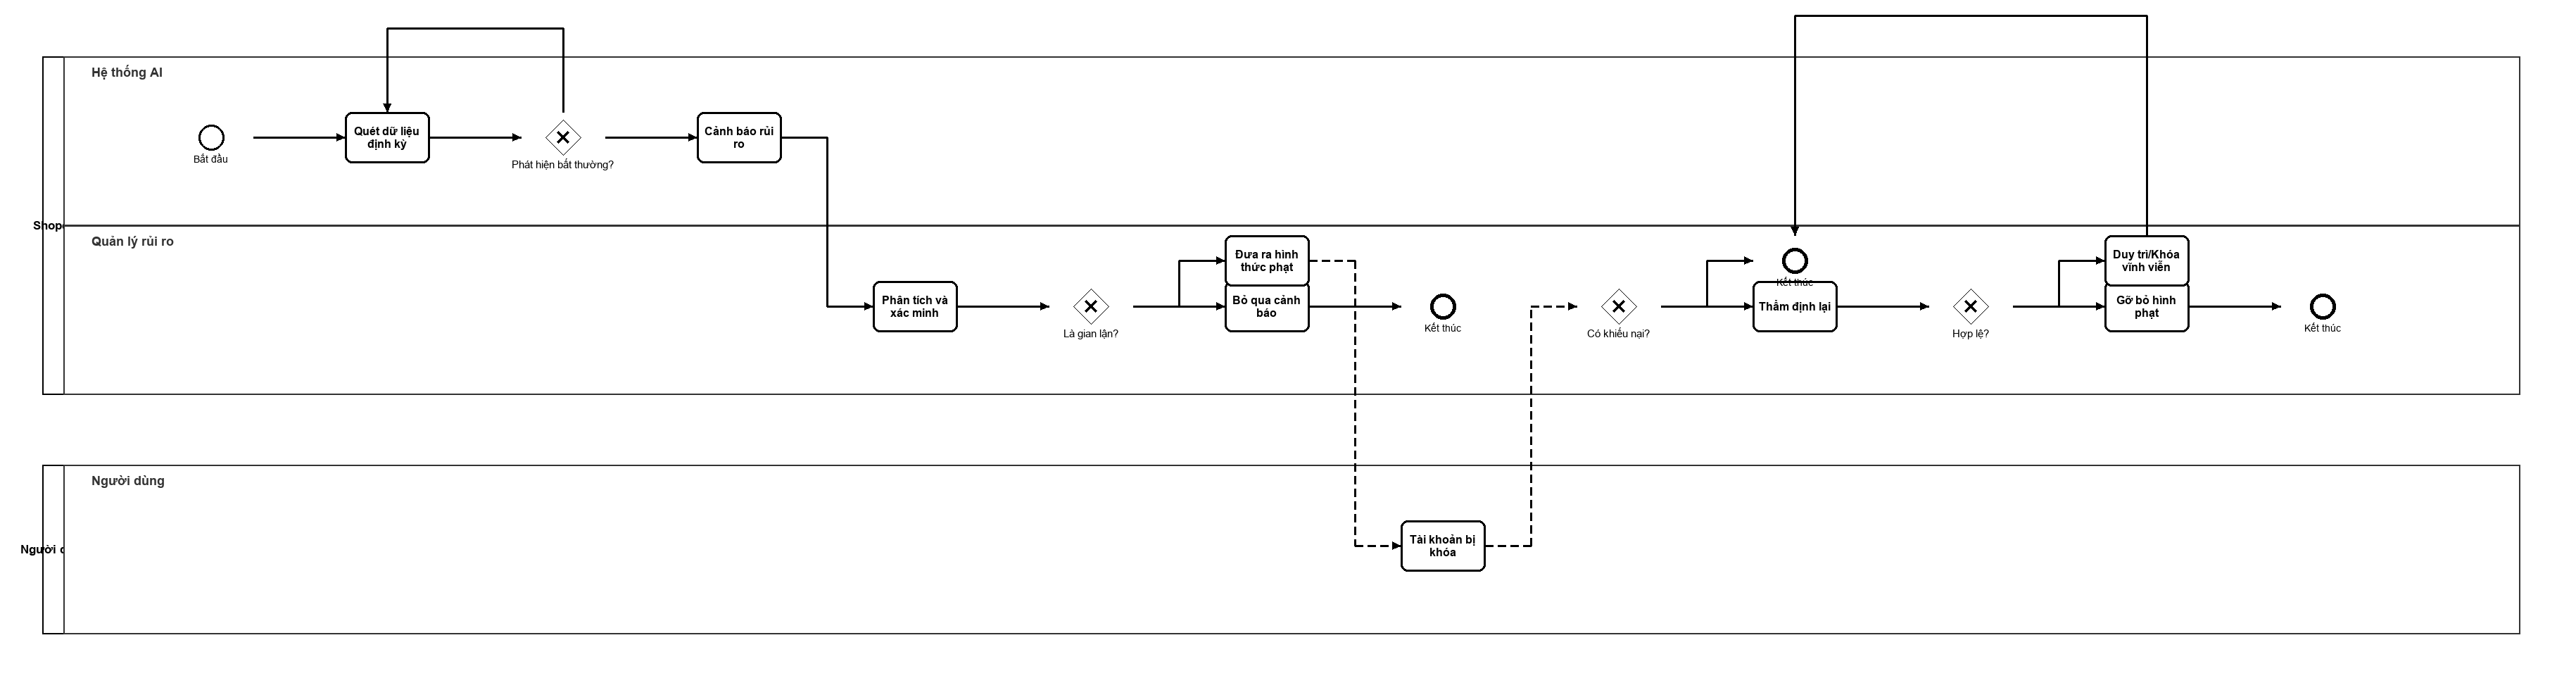 Hệ thống AI
Quét dữ liệu
định kỳ
Cảnh báo rủi
ro
Bắt đầu
Phát hiện bất thường?
Shop
Quản lý rủi ro
Đưa ra hình
thức phạt
Duy trì/Khóa
vĩnh viễn
Kết thúc
Phân tích và
xác minh
Bỏ qua cảnh
báo
Thẩm định lại
Gỡ bỏ hình
phạt
Là gian lận?
Kết thúc
Có khiếu nại?
Hợp lệ?
Kết thúc
Người dùng
Tài khoản bị
khóa
Người